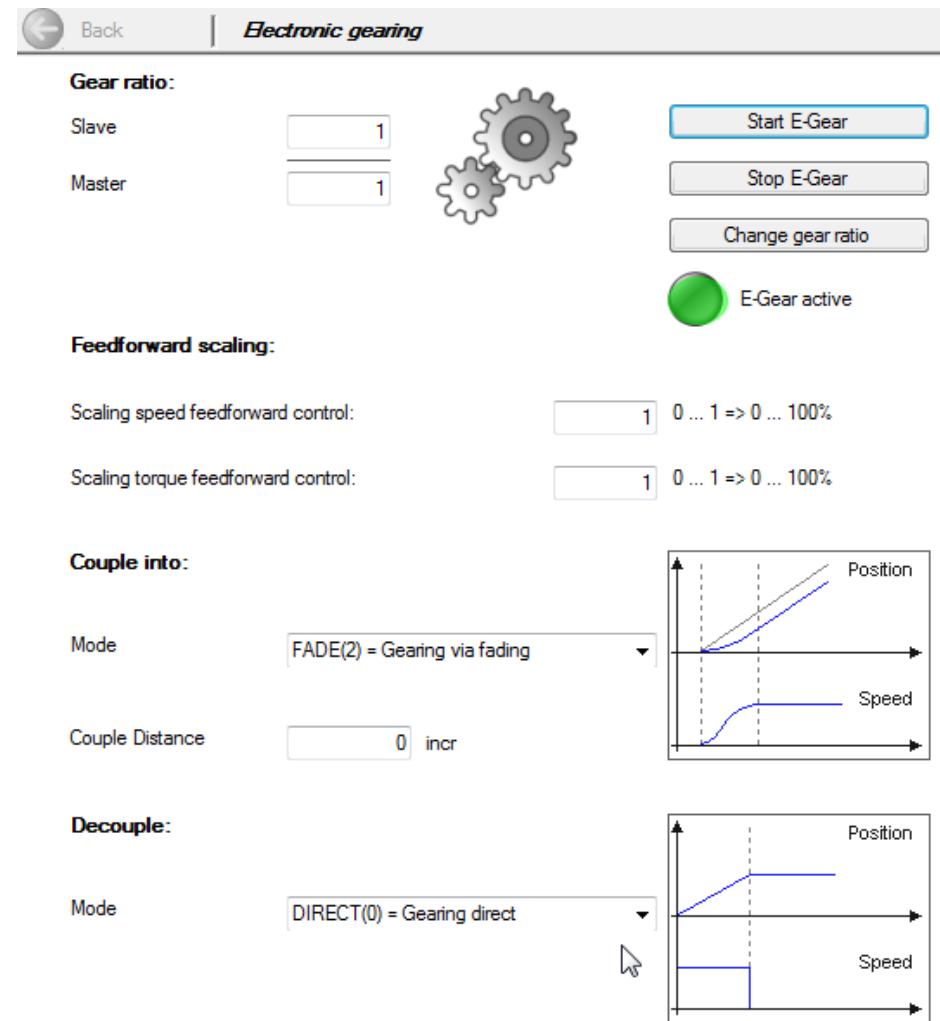 Back
Electronic gearing
Gear ratio:
Slave 1
Start E-Gear
Master 1
Stop E-Gear
Change gear ratio
E-Gear active
Feedforward scaling:
Scaling speed feedforward control: 1 0 ... 1 => 0 ... 100%
Scaling torque feedforward control: 1 0 ... 1 => 0 ... 100%
Couple into:
Position
Mode FADE(2) = Gearing via fading
Speed
Couple Distance 0 incr
Decouple:
Position
Mode DIRECT(0) = Gearing direct
Speed